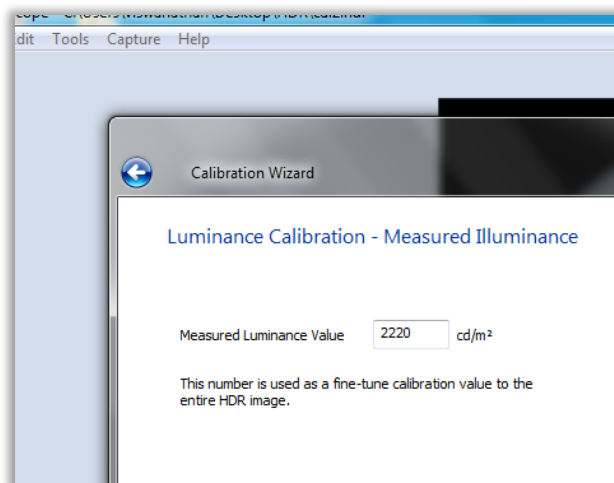 Tools Capture Help
Calibration Wizard
Luminance Calibration - Measured Illuminance
Measured Luminance Value 2220 cd/m²
This number is used as a fine-tune calibration value to the
entire HDR image.